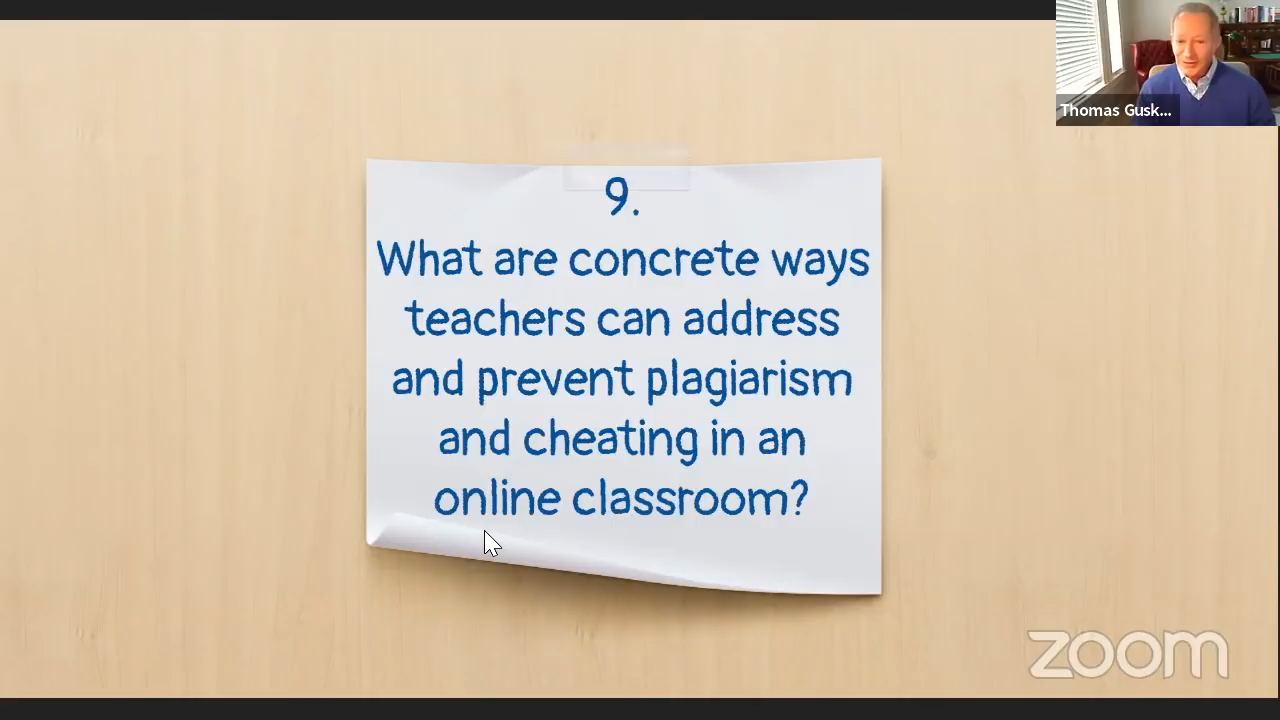 Thomas Gusk...
9.
What are concrete ways
teachers can address
and prevent plagiarism
and cheating in an
online classroom?
zoom